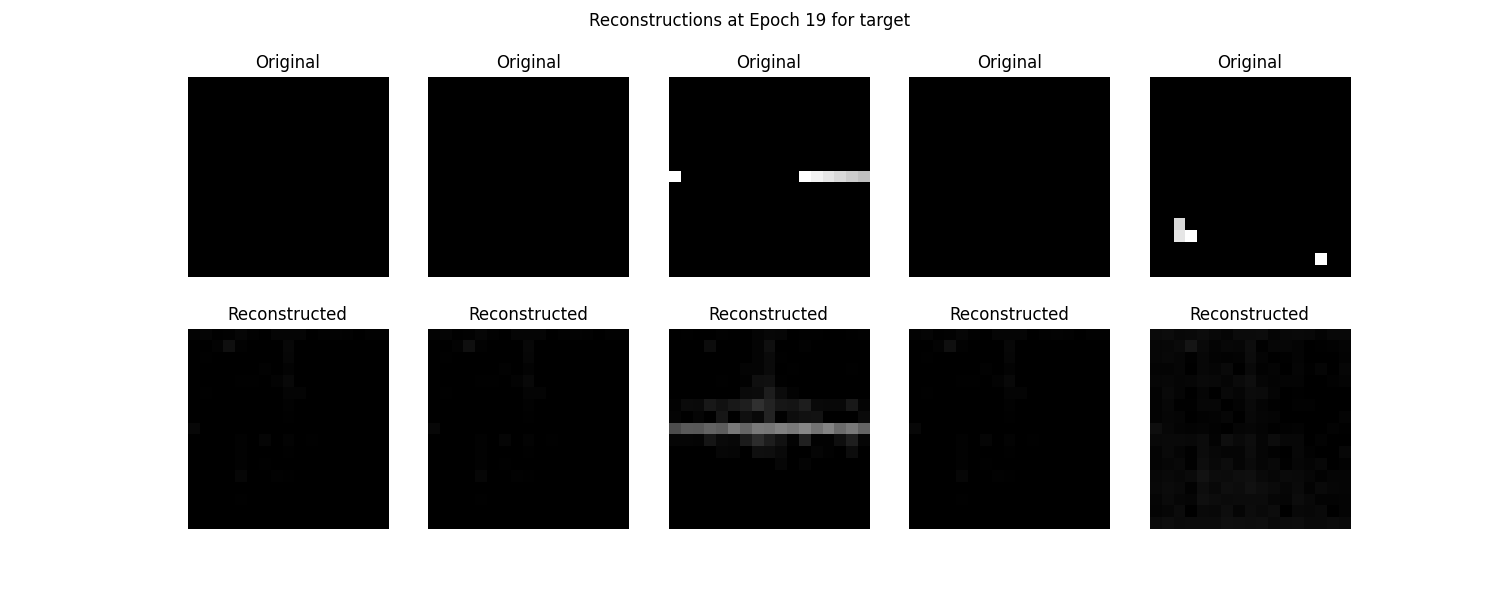 Reconstructions at Epoch 19 for target
Original Original Original Original Original
Reconstructed Reconstructed Reconstructed Reconstructed Reconstructed